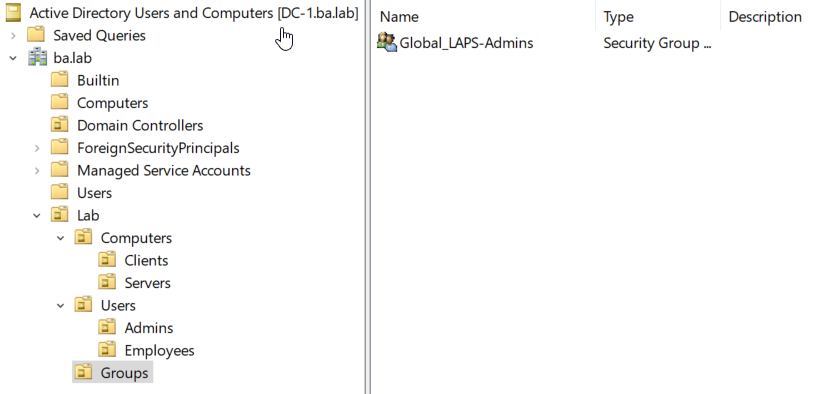 Active Directory Users and Computers [DC-1.ba.lab]
Saved Queries
ba.lab
Builtin
Computers
Domain Controllers
ForeignSecurityPrincipals
Managed Service Accounts
Users
Lab
Computers
Clients
Servers
Users
Admins
Employees
Groups
Name Type Description
Global_LAPS-Admins Security Group ...